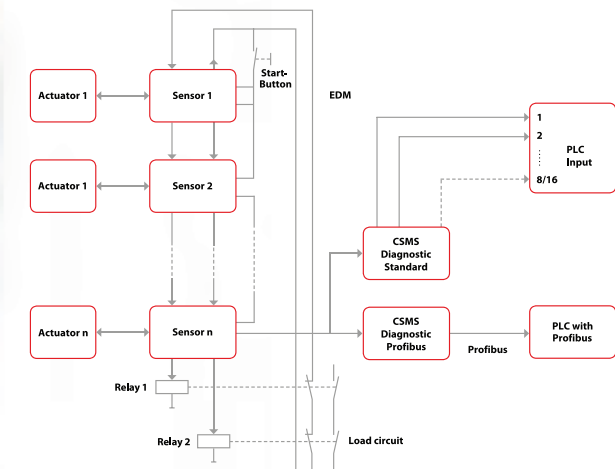 Start-
Button
EDM
Actuator 1
Sensor 1
1
2
PLC
Input
8/16
Actuator 1
Sensor 2
CSMS
Diagnostic
Standard
Actuator n
Sensor n
CSMS
Diagnostic
Profibus
Profibus
PLC with
Profibus
Relay 1
Relay 2
Load circuit